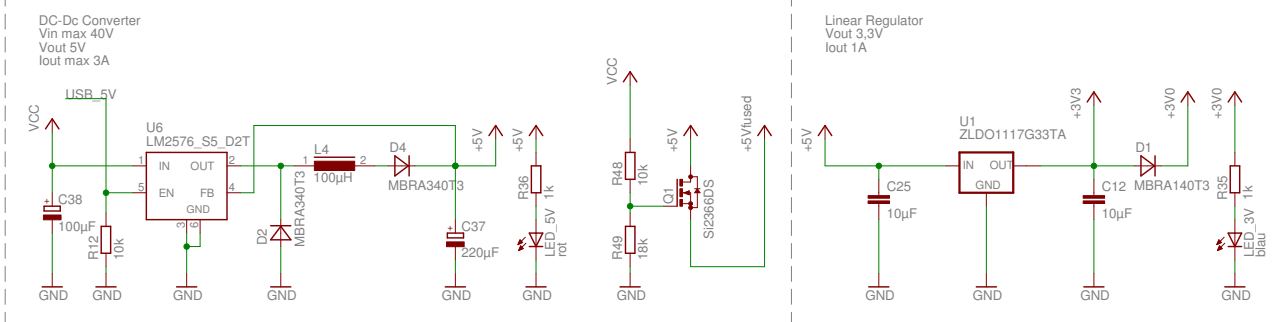 DC-Dc Converter
Vin max 40V
Vout 5V
Iout max 3A
USB_5V
VCC
U6
LM2576_S5_D2T
IN
OUT
EN
FB
GND
1
2
5
4
3
6
C38
100µF
R12
10k
D2
MBRA340T3
L4
1
2
100µH
D4
MBRA340T3
+5V
C37
220µF
+5V
R36
1k
LED_5V
rot
GND
GND
GND
GND
GND
GND
VCC
R48
10k
R49
18k
GND
+5V
Q1
Si2366DS
+5Vfused
Linear Regulator
Vout 3,3V
Iout 1A
+5V
C25
10µF
U1
ZLDO1117G33TA
IN
OUT
GND
+3V3
C12
10µF
D1
MBRA140T3
+3V0
+3V0
R35
1k
LED_3V
blau
GND
GND
GND
GND